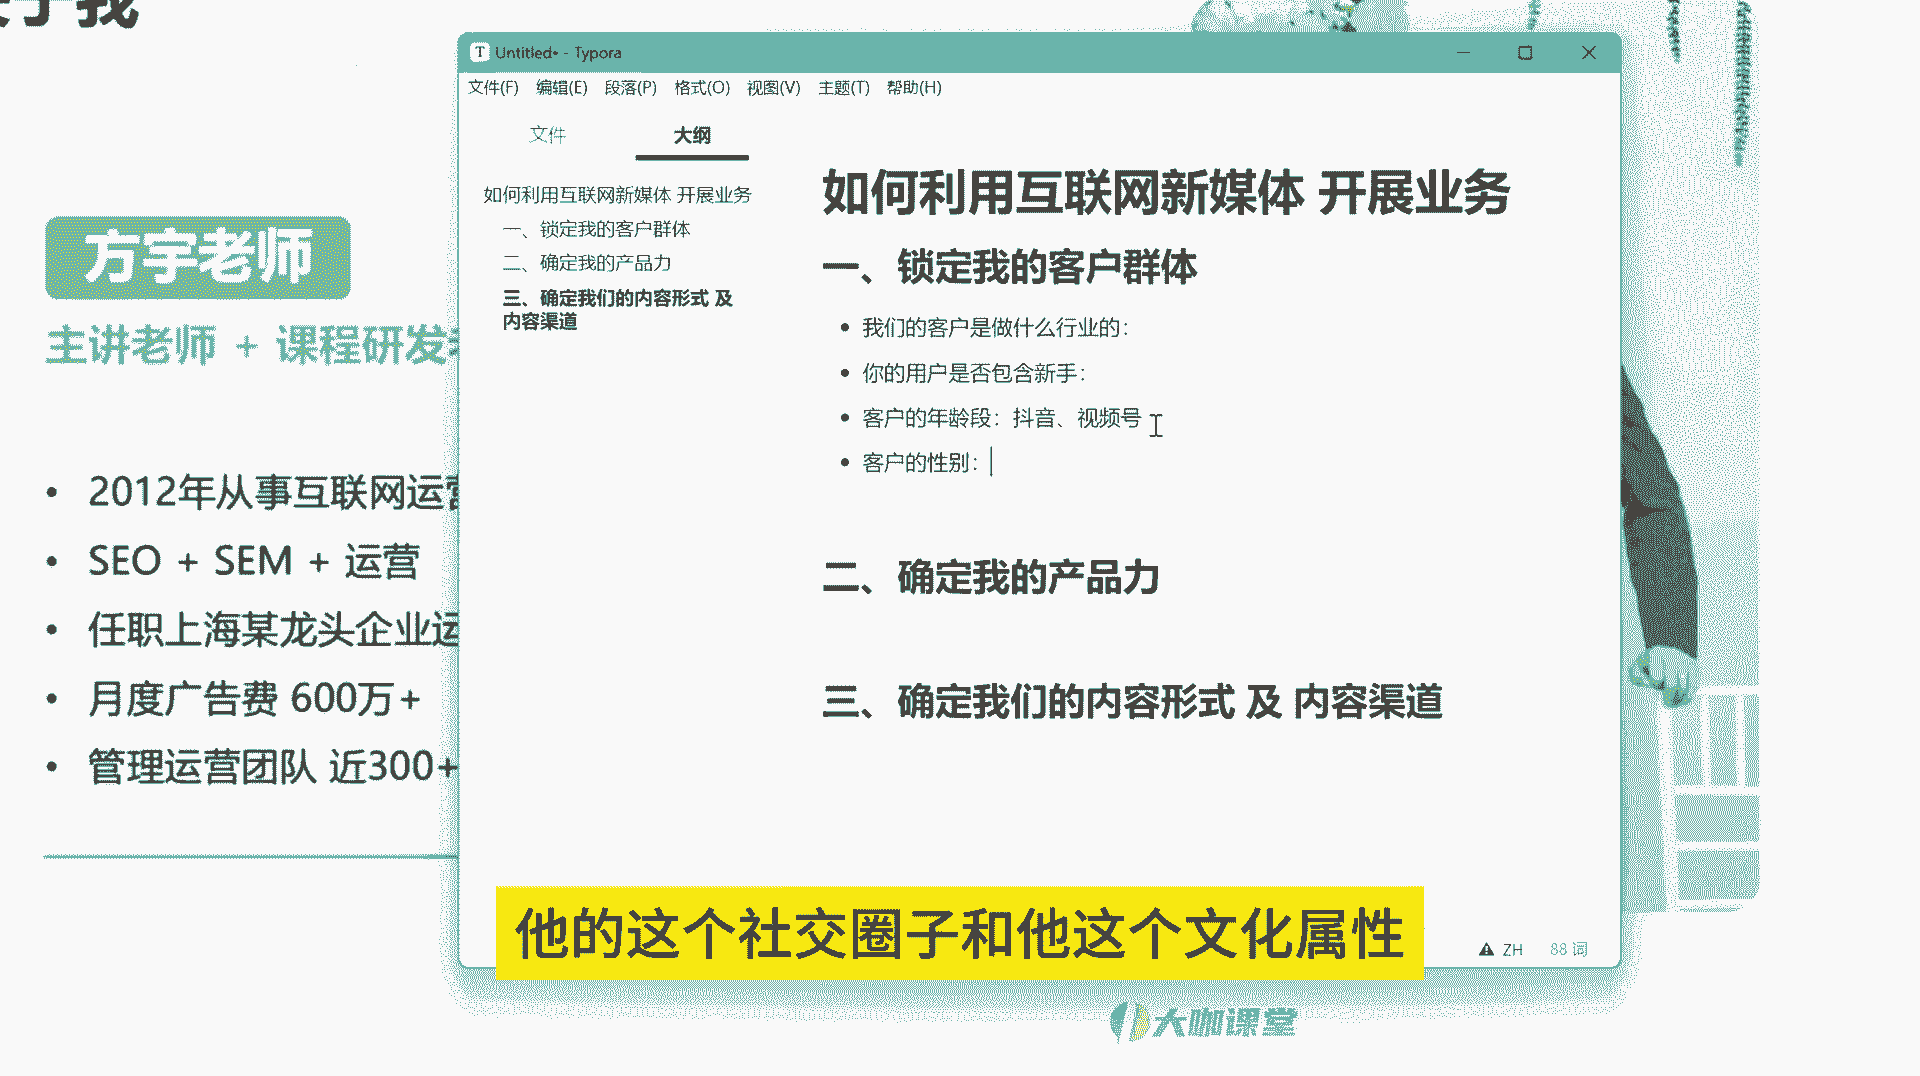 于我
方宇老师
主讲老师 + 课程研发
2012年从事互联网运营
SEO + SEM + 运营
任职上海某龙头企业运
月度广告费 600万+
管理运营团队 近300+
T Untitled• - Typora
文件(F) 编辑(E) 段落(P) 格式(O) 视图(V) 主题(T) 帮助(H)
文件 大纲
如何利用互联网新媒体 开展业务
一、锁定我的客户群体
二、确定我的产品力
三、确定我们的内容形式 及
内容渠道
如何利用互联网新媒体 开展业务
一、锁定我的客户群体
• 我们的客户是做什么行业的：
• 你的用户是否包含新手：
• 客户的年龄段：抖音、视频号
• 客户的性别：
二、确定我的产品力
三、确定我们的内容形式 及 内容渠道
他的这个社交圈子和他这个文化属性
ZH 88 词
大咖课堂